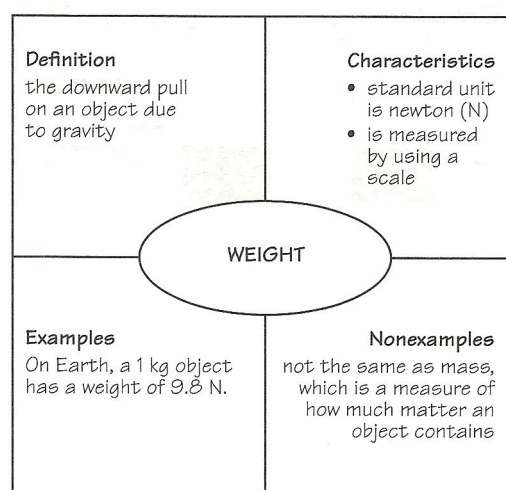 Definition
the downward pull
on an object due
to gravity
Characteristics
• standard unit
is newton (N)
• is measured
by using a
scale
WEIGHT
Examples
On Earth, a 1 kg object
has a weight of 9.8 N.
Nonexamples
not the same as mass,
which is a measure of
how much matter an
object contains